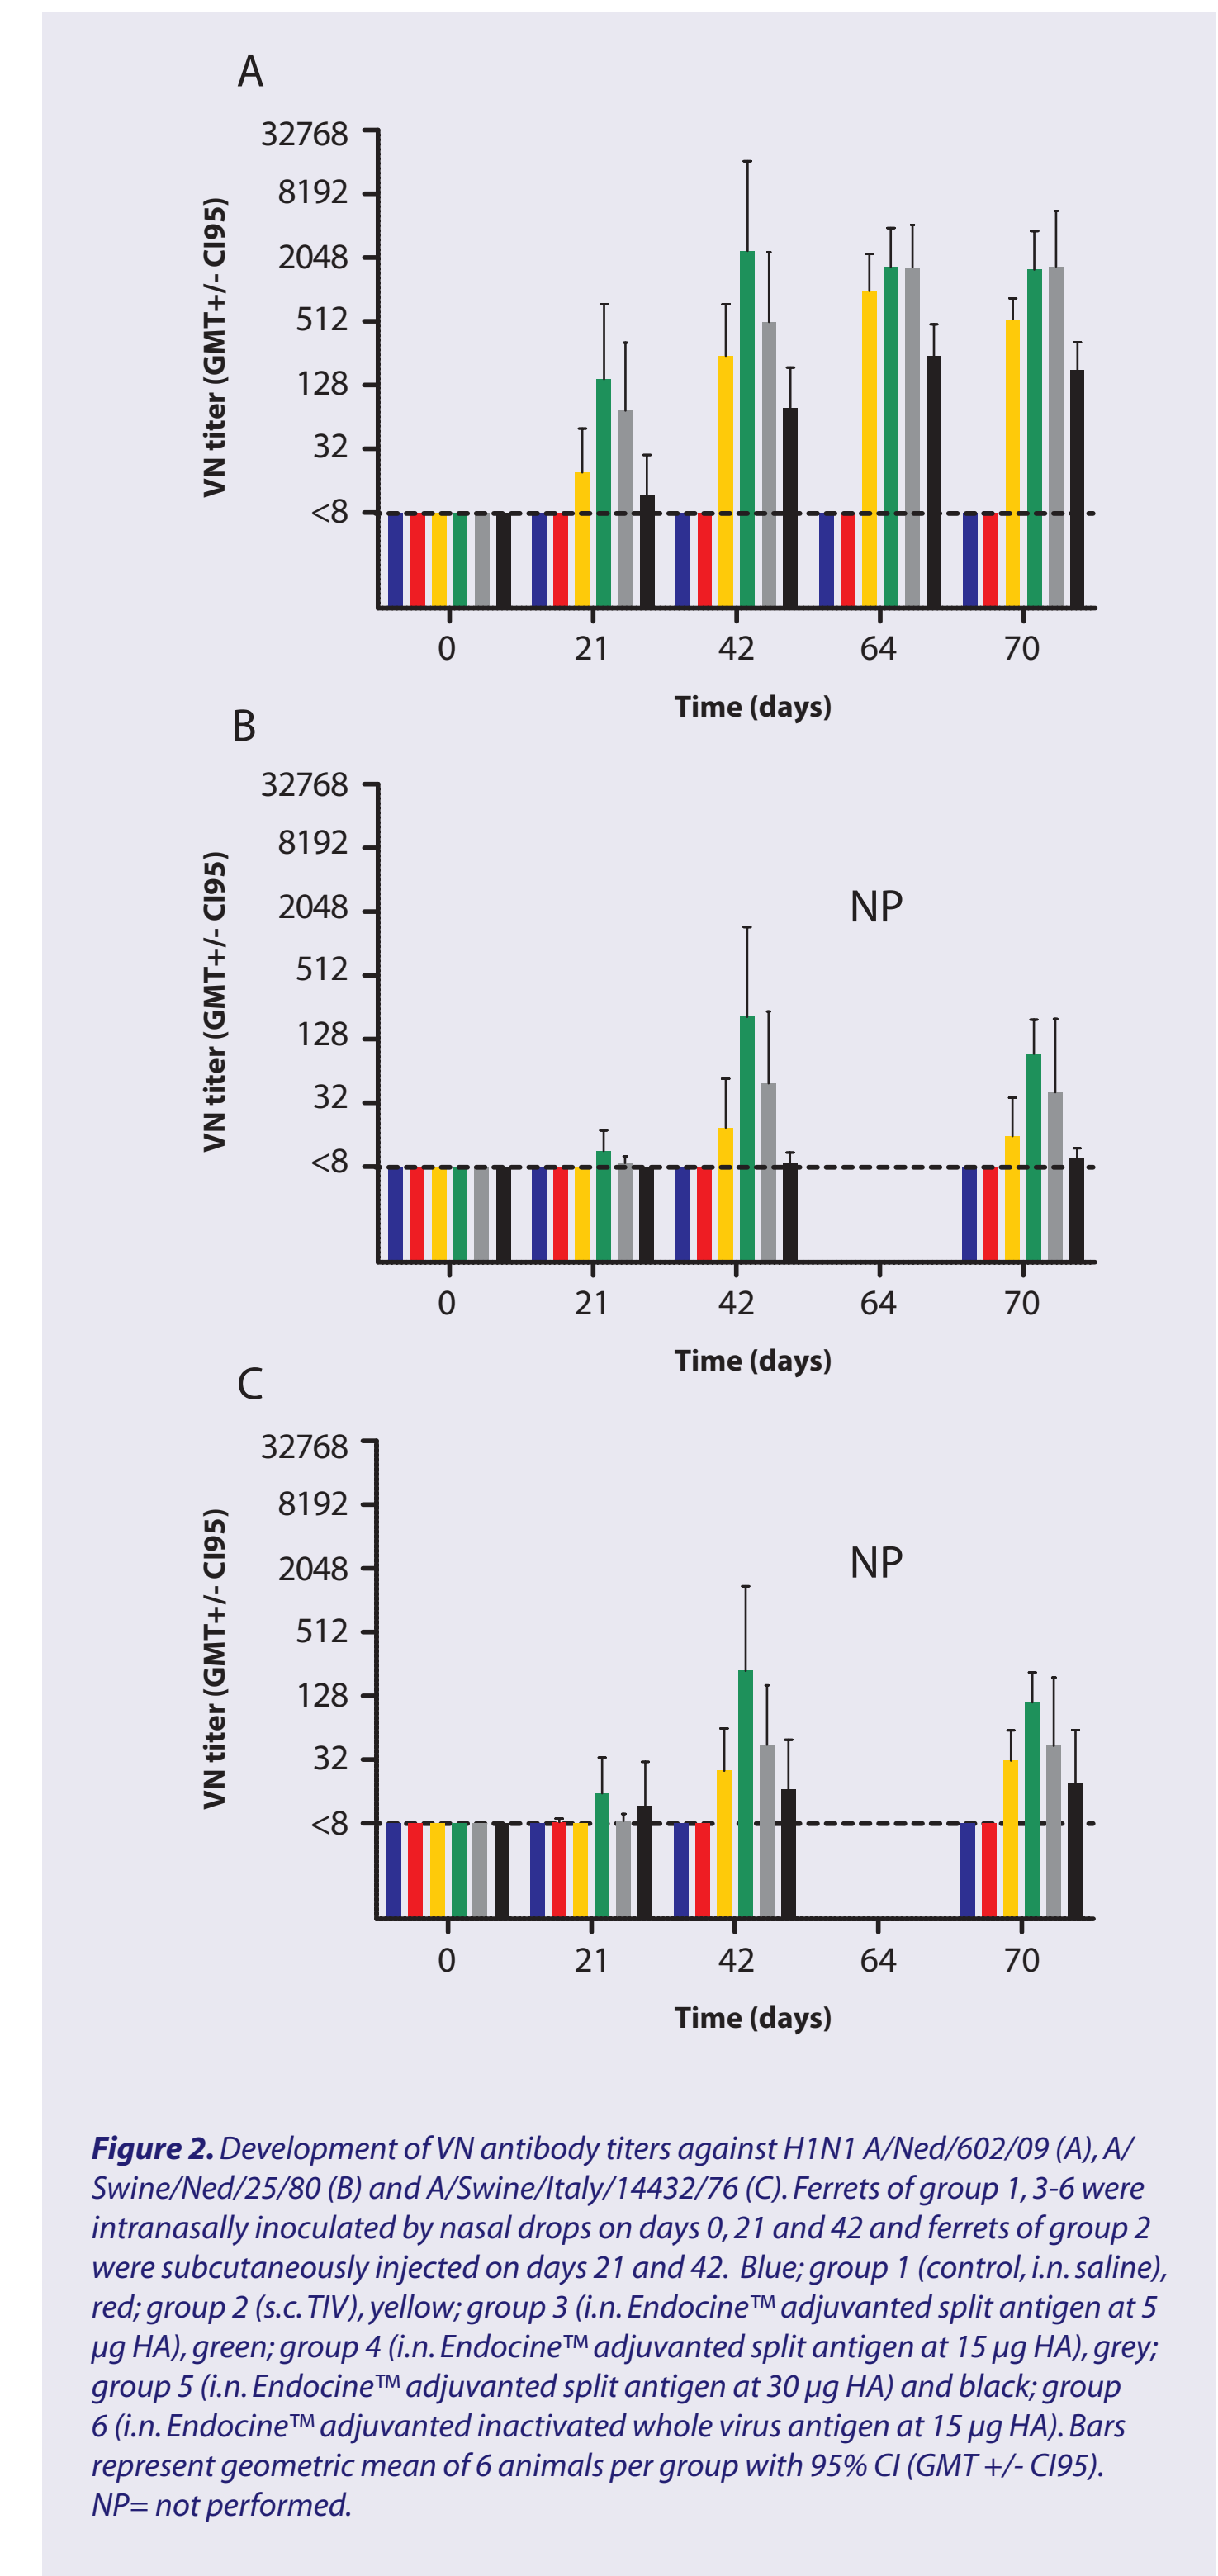 A
32768
8192
2048
512
128
32
<8
VN titer (GMT+/- CI95)
0 21 42 64 70
Time (days)
B
32768
8192
2048
512
128
32
<8
VN titer (GMT+/- CI95)
NP
0 21 42 64 70
Time (days)
C
32768
8192
2048
512
128
32
<8
VN titer (GMT+/- CI95)
NP
0 21 42 64 70
Time (days)
Figure 2. Development of VN antibody titers against H1N1 A/Ned/602/09 (A), A/
Swine/Ned/25/80 (B) and A/Swine/Italy/14432/76 (C). Ferrets of group 1, 3-6 were
intranasally inoculated by nasal drops on days 0, 21 and 42 and ferrets of group 2
were subcutaneously injected on days 21 and 42. Blue; group 1 (control, i.n. saline),
red; group 2 (s.c. TIV), yellow; group 3 (i.n. Endocine™ adjuvanted split antigen at 5
µg HA), green; group 4 (i.n. Endocine™ adjuvanted split antigen at 15 µg HA), grey;
group 5 (i.n. Endocine™ adjuvanted split antigen at 30 µg HA) and black; group
6 (i.n. Endocine™ adjuvanted inactivated whole virus antigen at 15 µg HA). Bars
represent geometric mean of 6 animals per group with 95% CI (GMT +/- CI95).
NP= not performed.